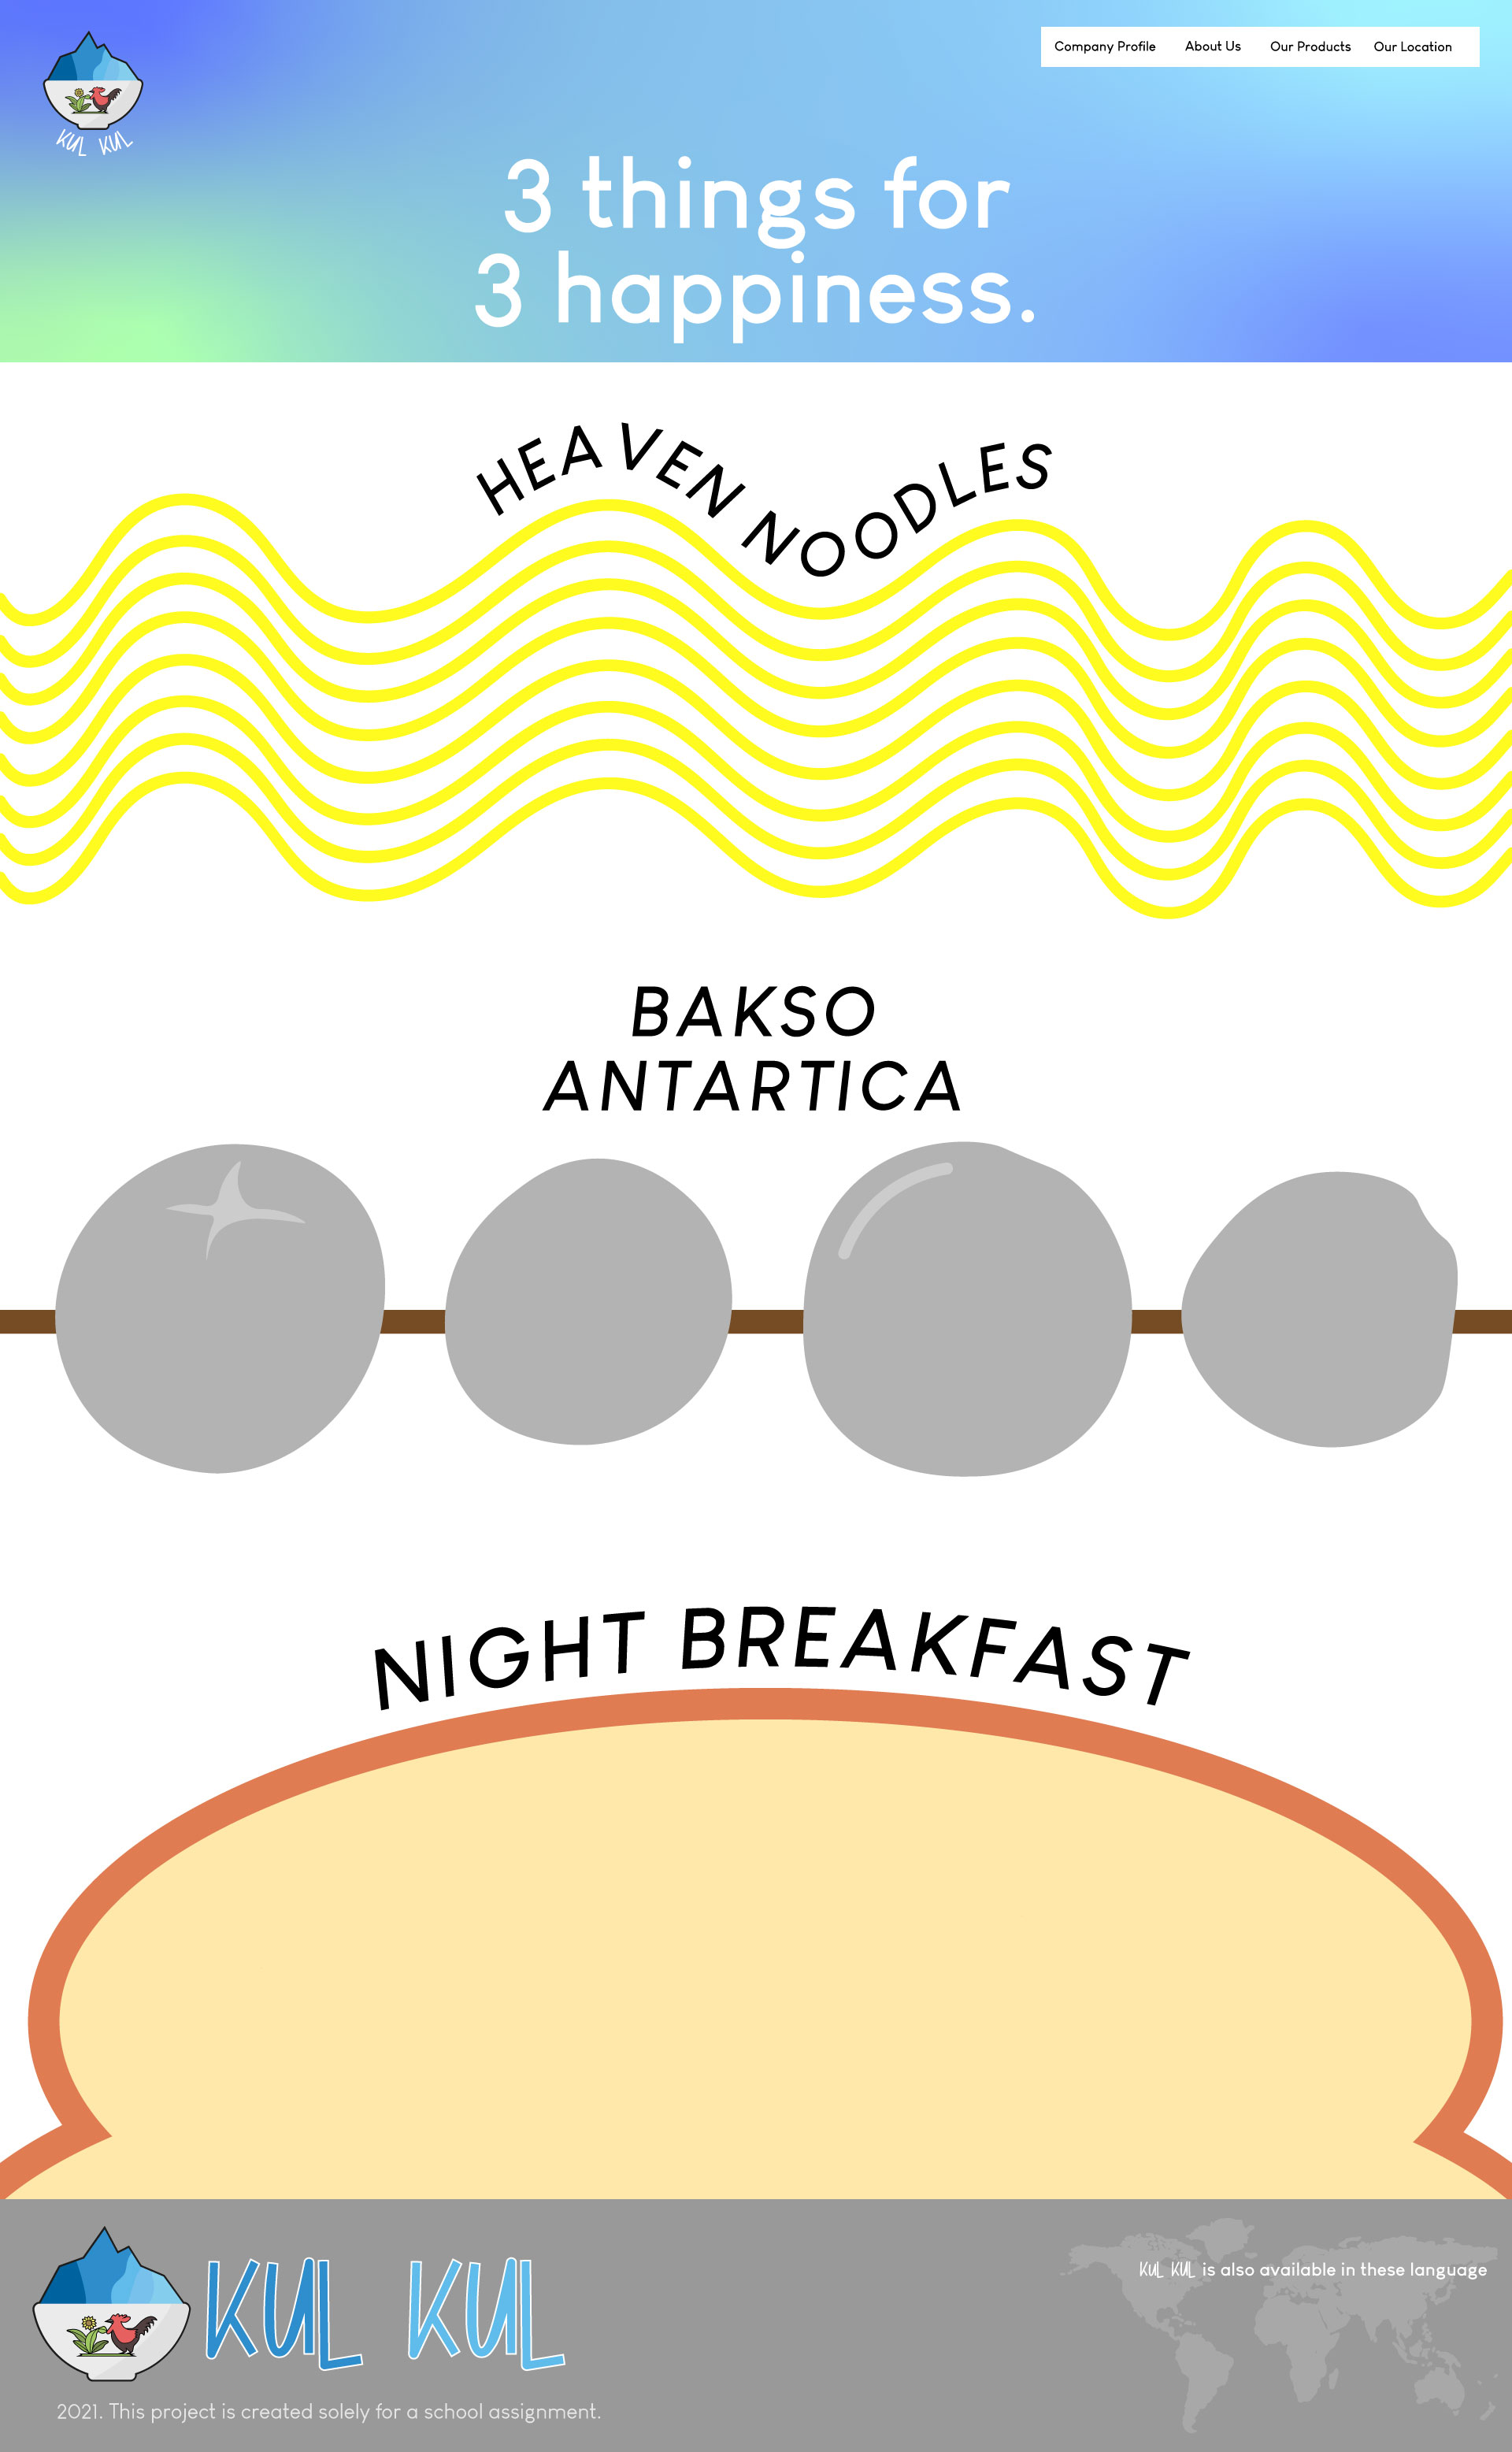 KUL KUL
Company Profile About Us Our Products Our Location
3 things for
3 happiness.
HEAVEN NOODLES
BAKSO
ANTARTICA
NIGHT BREAKFAST
KUL KUL
KUL KUL is also available in these language
2021. This project is created solely for a school assignment.